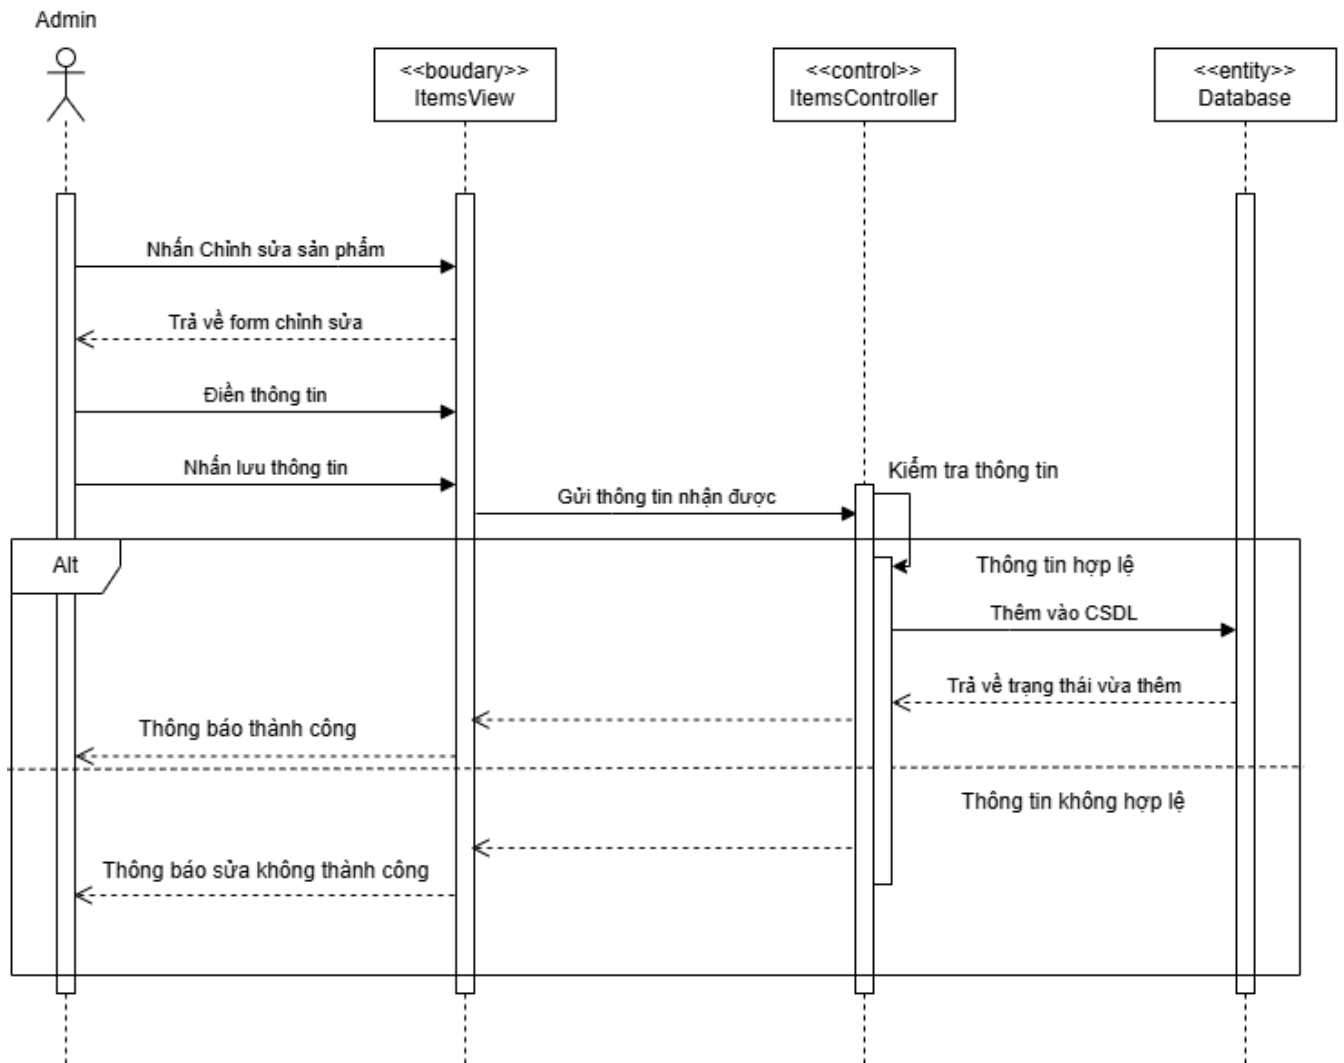 Admin
<<boudary>>
ItemsView
<<control>>
ItemsController
<<entity>>
Database
Nhấn Chỉnh sửa sản phẩm
Trả về form chỉnh sửa
Điền thông tin
Nhấn lưu thông tin
Kiểm tra thông tin
Gửi thông tin nhận được
Alt
Thông tin hợp lệ
Thêm vào CSDL
Trả về trạng thái vừa thêm
Thông báo thành công
Thông tin không hợp lệ
Thông báo sửa không thành công